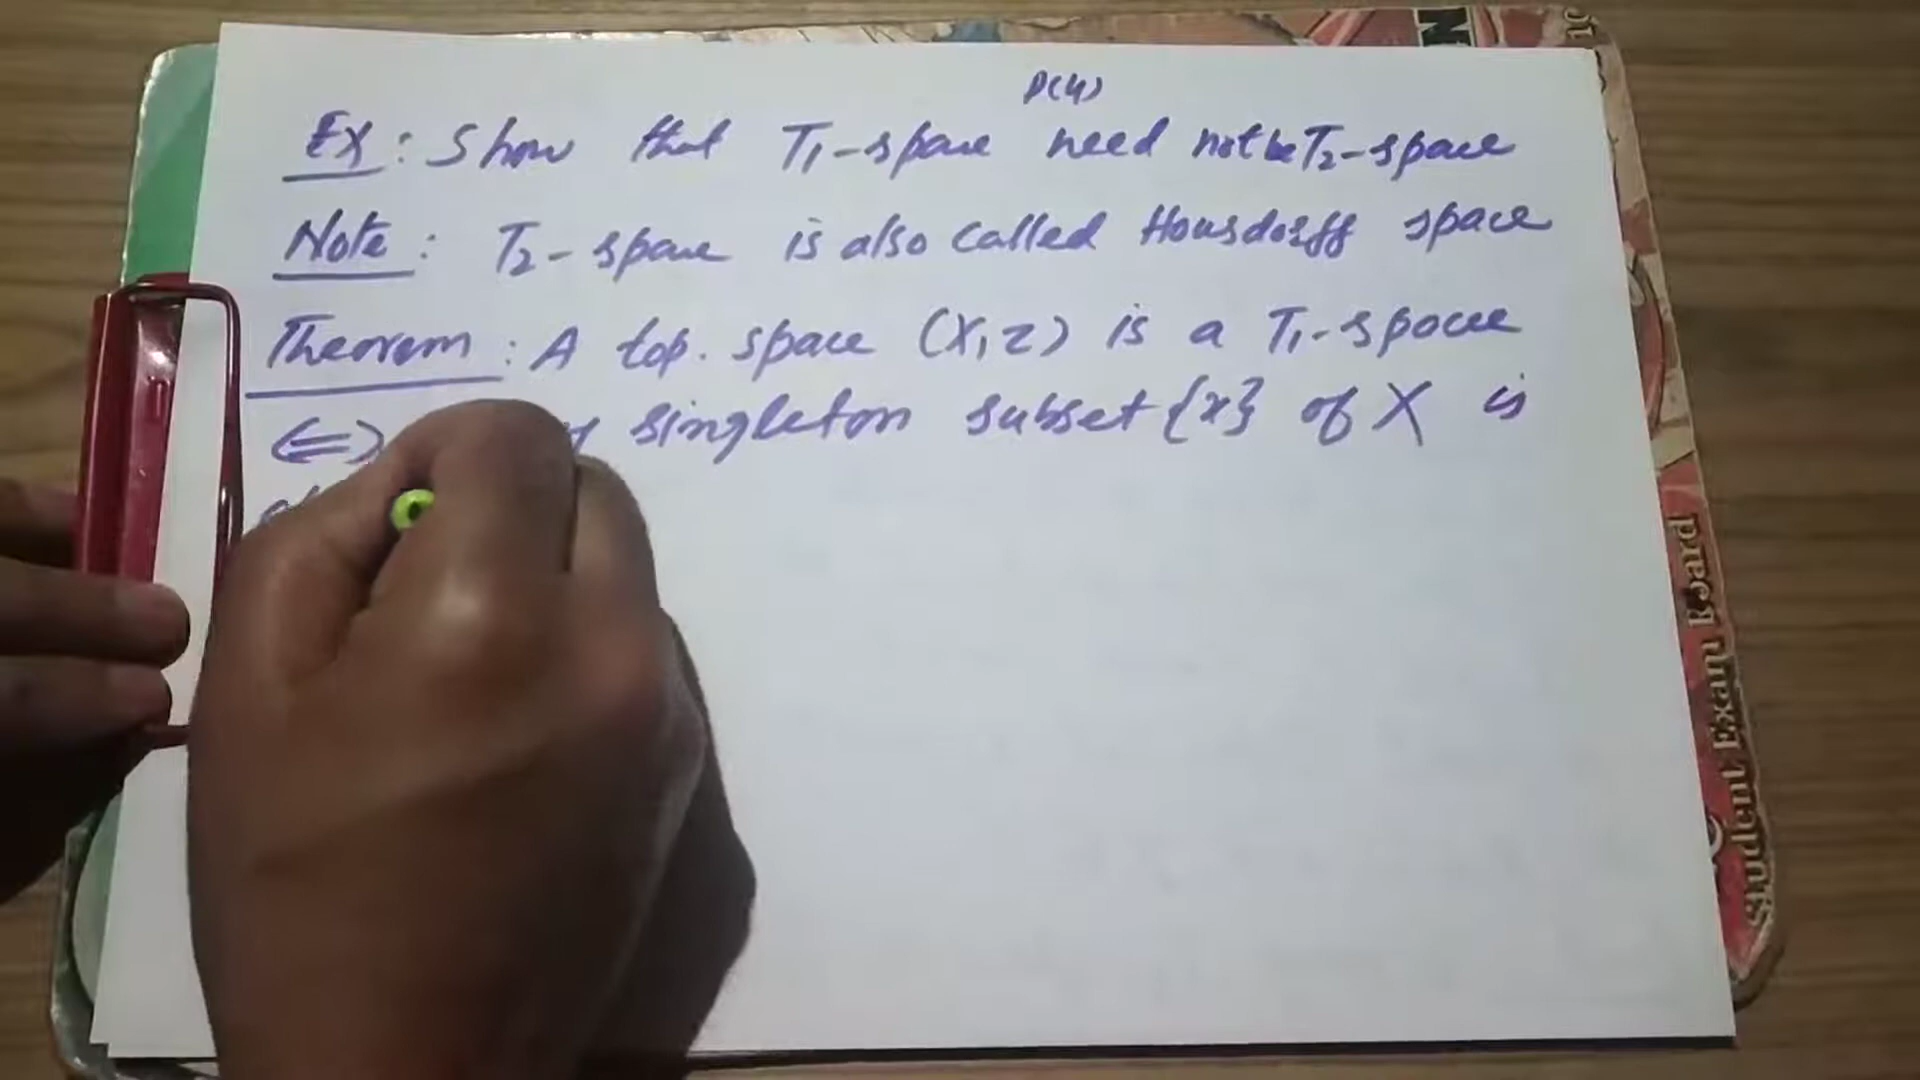 P(4)
Ex : Show that T1-space need not be T2-space
Note : T2-space is also called Housdorff space
Theorem : A top. space (X,τ) is a T1-space
⇔ singleton subset {x} of X is
Student Exam Board